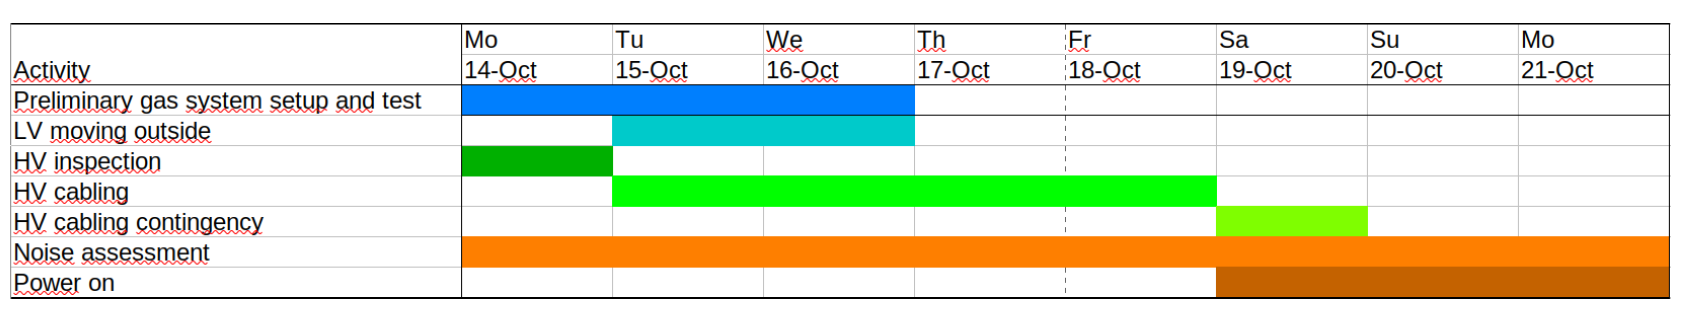 Mo Tu We Th Fr Sa Su Mo
Activity 14-Oct 15-Oct 16-Oct 17-Oct 18-Oct 19-Oct 20-Oct 21-Oct
Preliminary gas system setup and test
LV moving outside
HV inspection
HV cabling
HV cabling contingency
Noise assessment
Power on